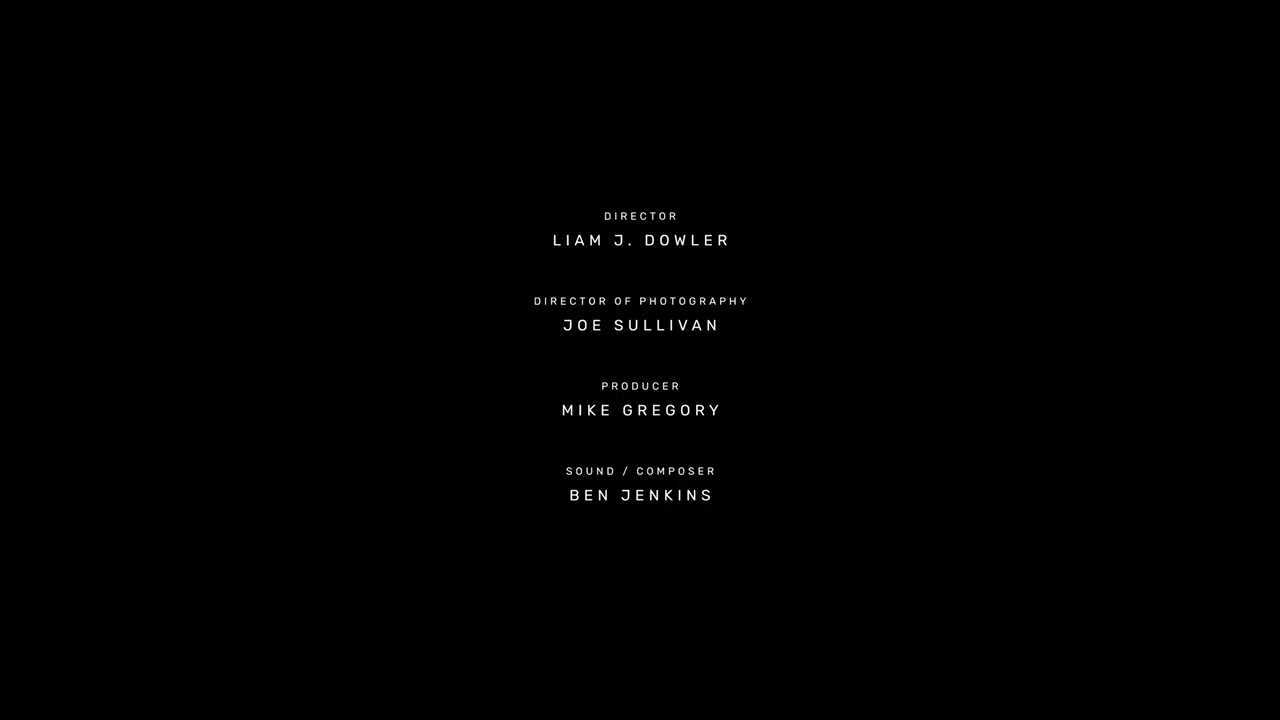 DIRECTOR
LIAM J. DOWLER
DIRECTOR OF PHOTOGRAPHY
JOE SULLIVAN
PRODUCER
MIKE GREGORY
SOUND / COMPOSER
BEN JENKINS